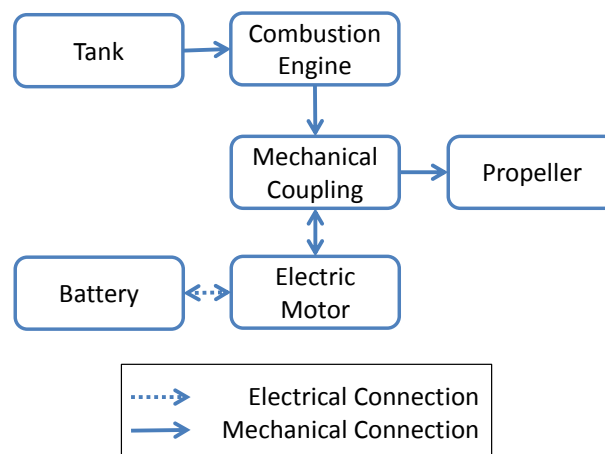 Tank
Combustion
Engine
Mechanical
Coupling
Propeller
Battery
Electric
Motor
Electrical Connection
Mechanical Connection